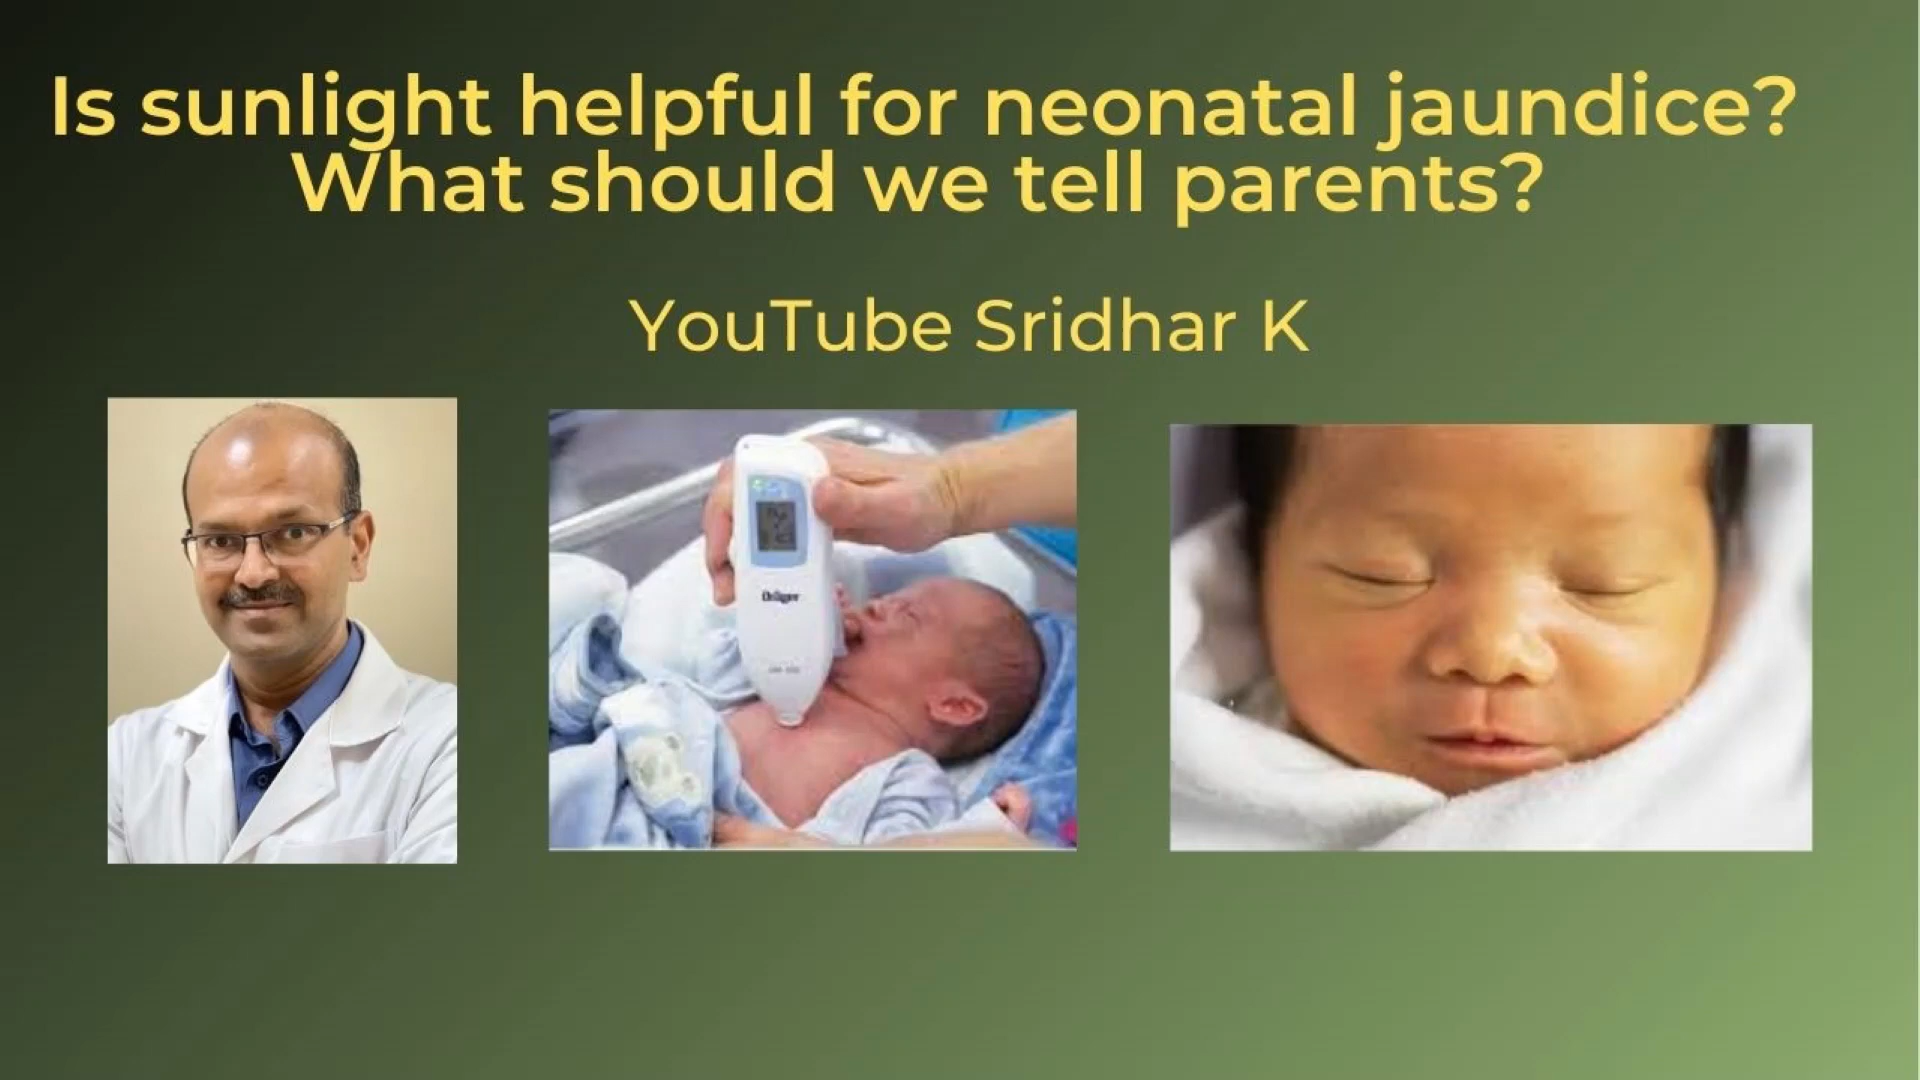 Is sunlight helpful for neonatal jaundice?
What should we tell parents?
YouTube Sridhar K
Dräger